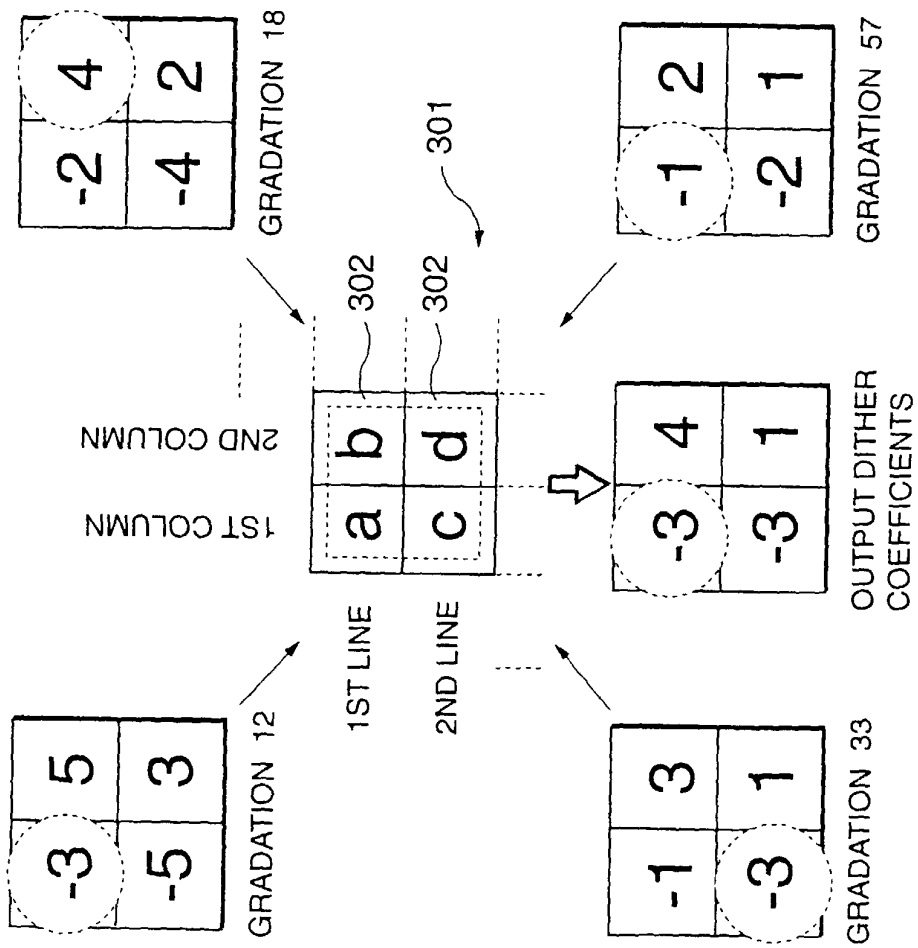 -3 5
-5 3
GRADATION 12
-2 4
-4 2
GRADATION 18
1ST COLUMN
2ND COLUMN
1ST LINE
2ND LINE
a b
c d
302
302
301
-1 3
-3 1
GRADATION 33
-3 4
-3 1
OUTPUT DITHER
COEFFICIENTS
-1 2
-2 1
GRADATION 57